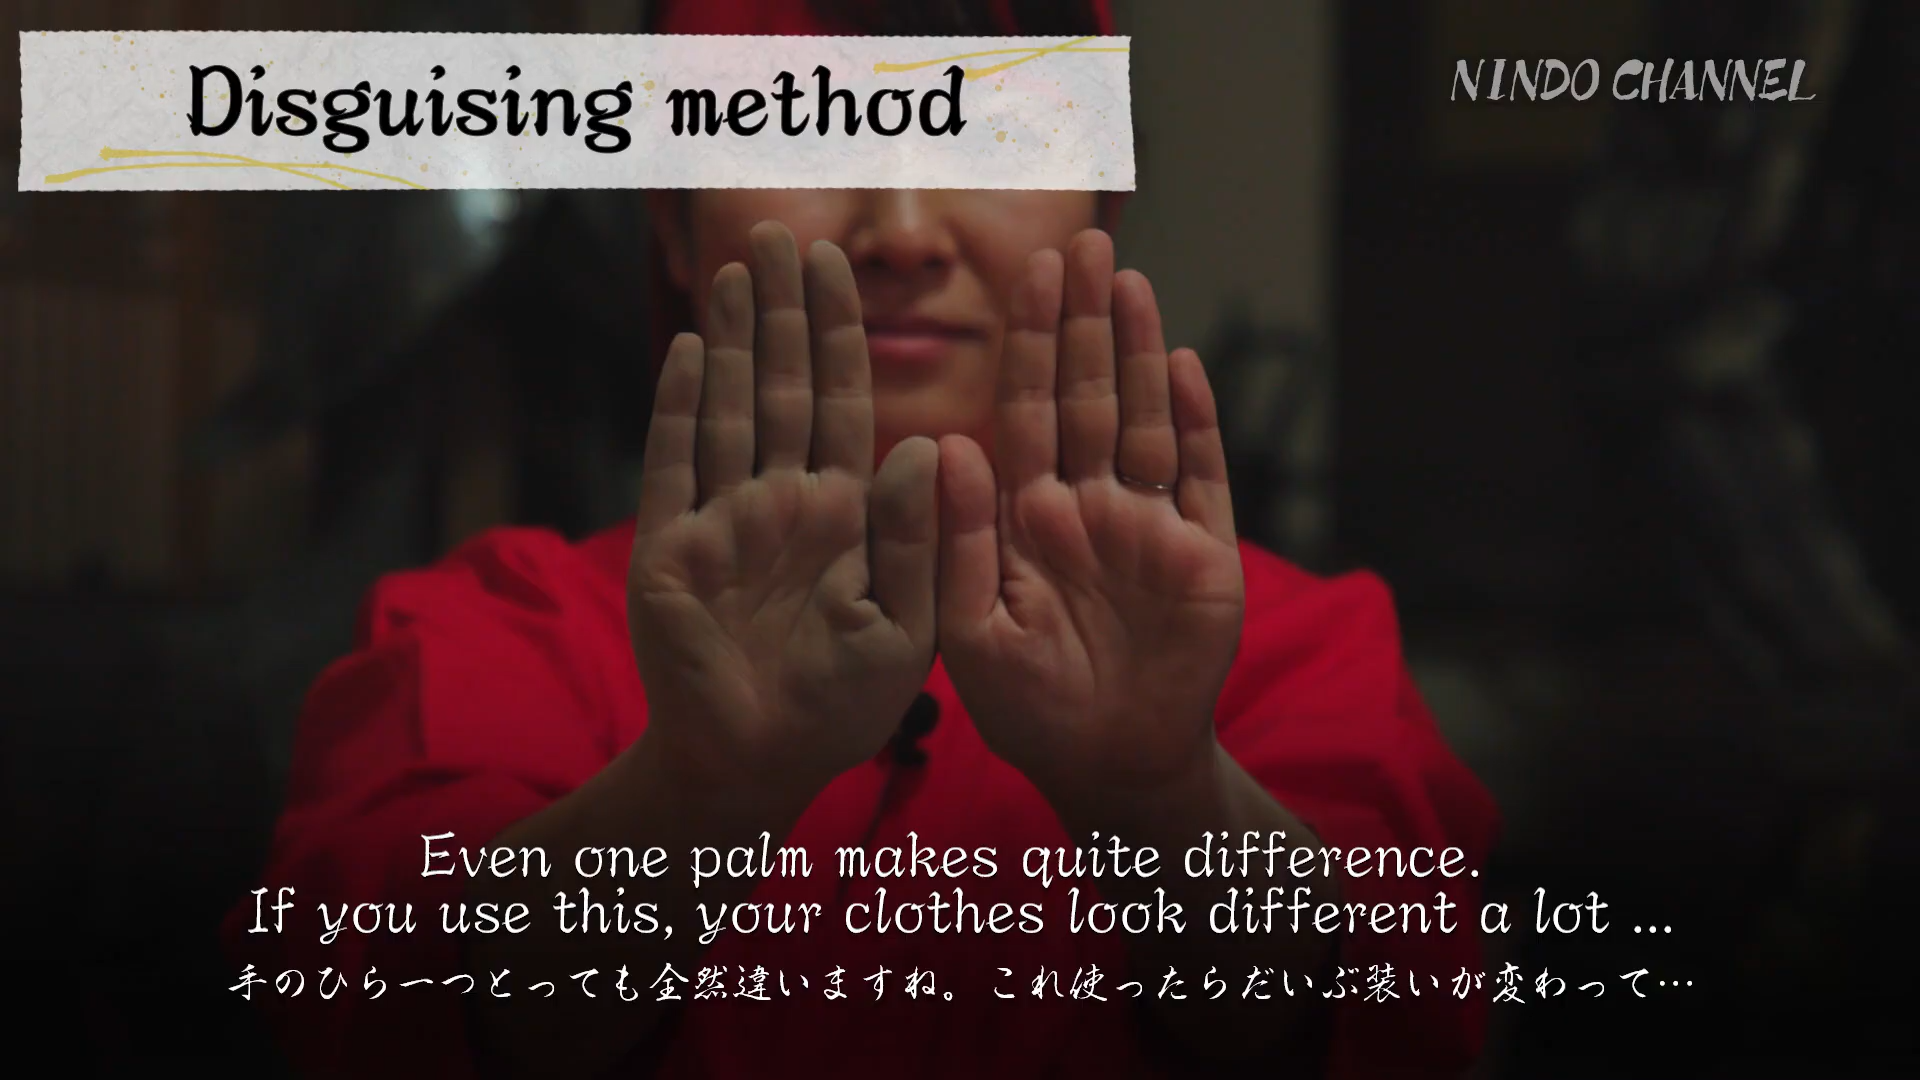 Disguising method
NINDO CHANNEL
Even one palm makes quite difference.
If you use this, your clothes look different a lot ...
手のひら一つとっても全然違いますね。これ使ったらだいぶ装いが変わって…